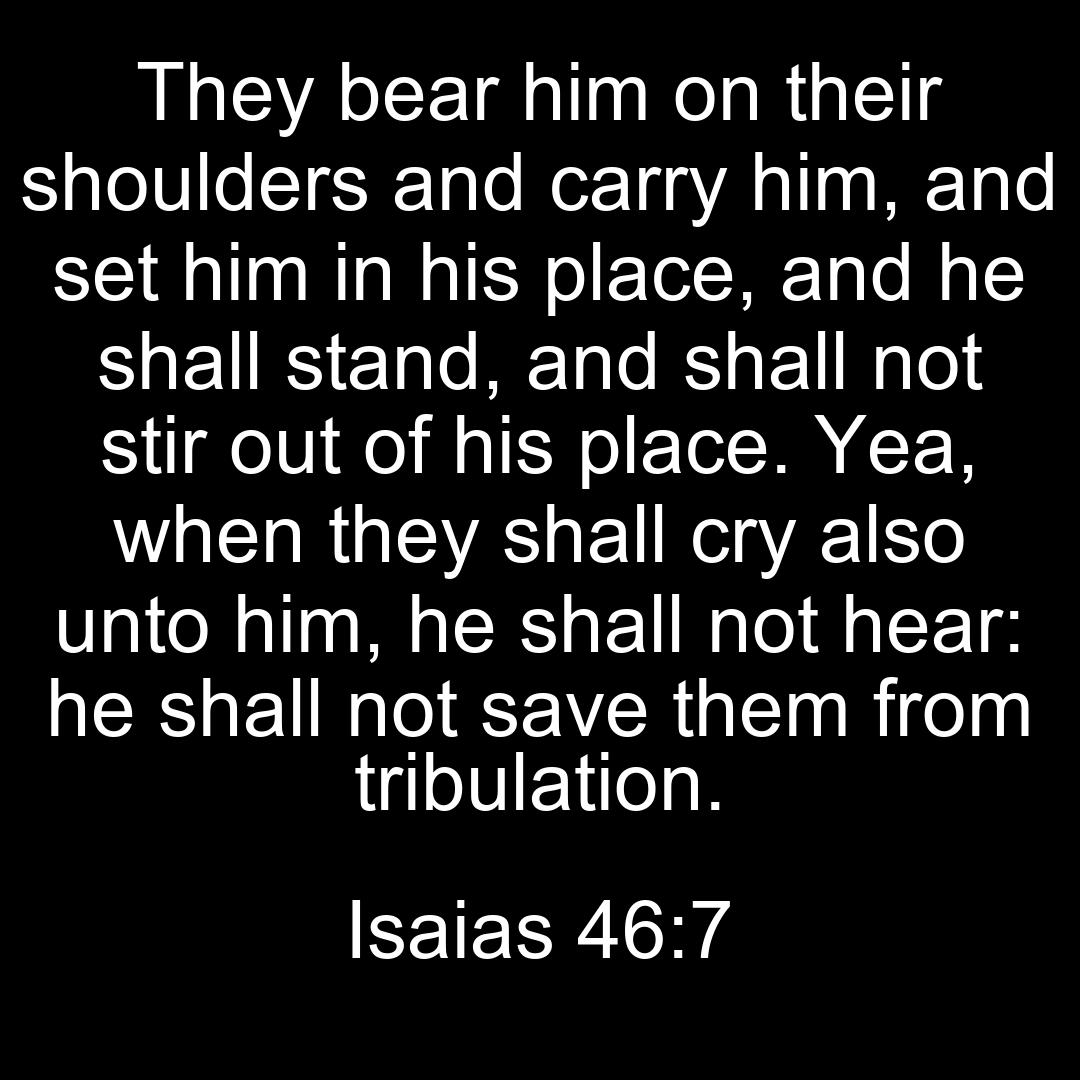 They bear him on their
shoulders and carry him, and
set him in his place, and he
shall stand, and shall not
stir out of his place. Yea,
when they shall cry also
unto him, he shall not hear:
he shall not save them from
tribulation.
Isaias 46:7